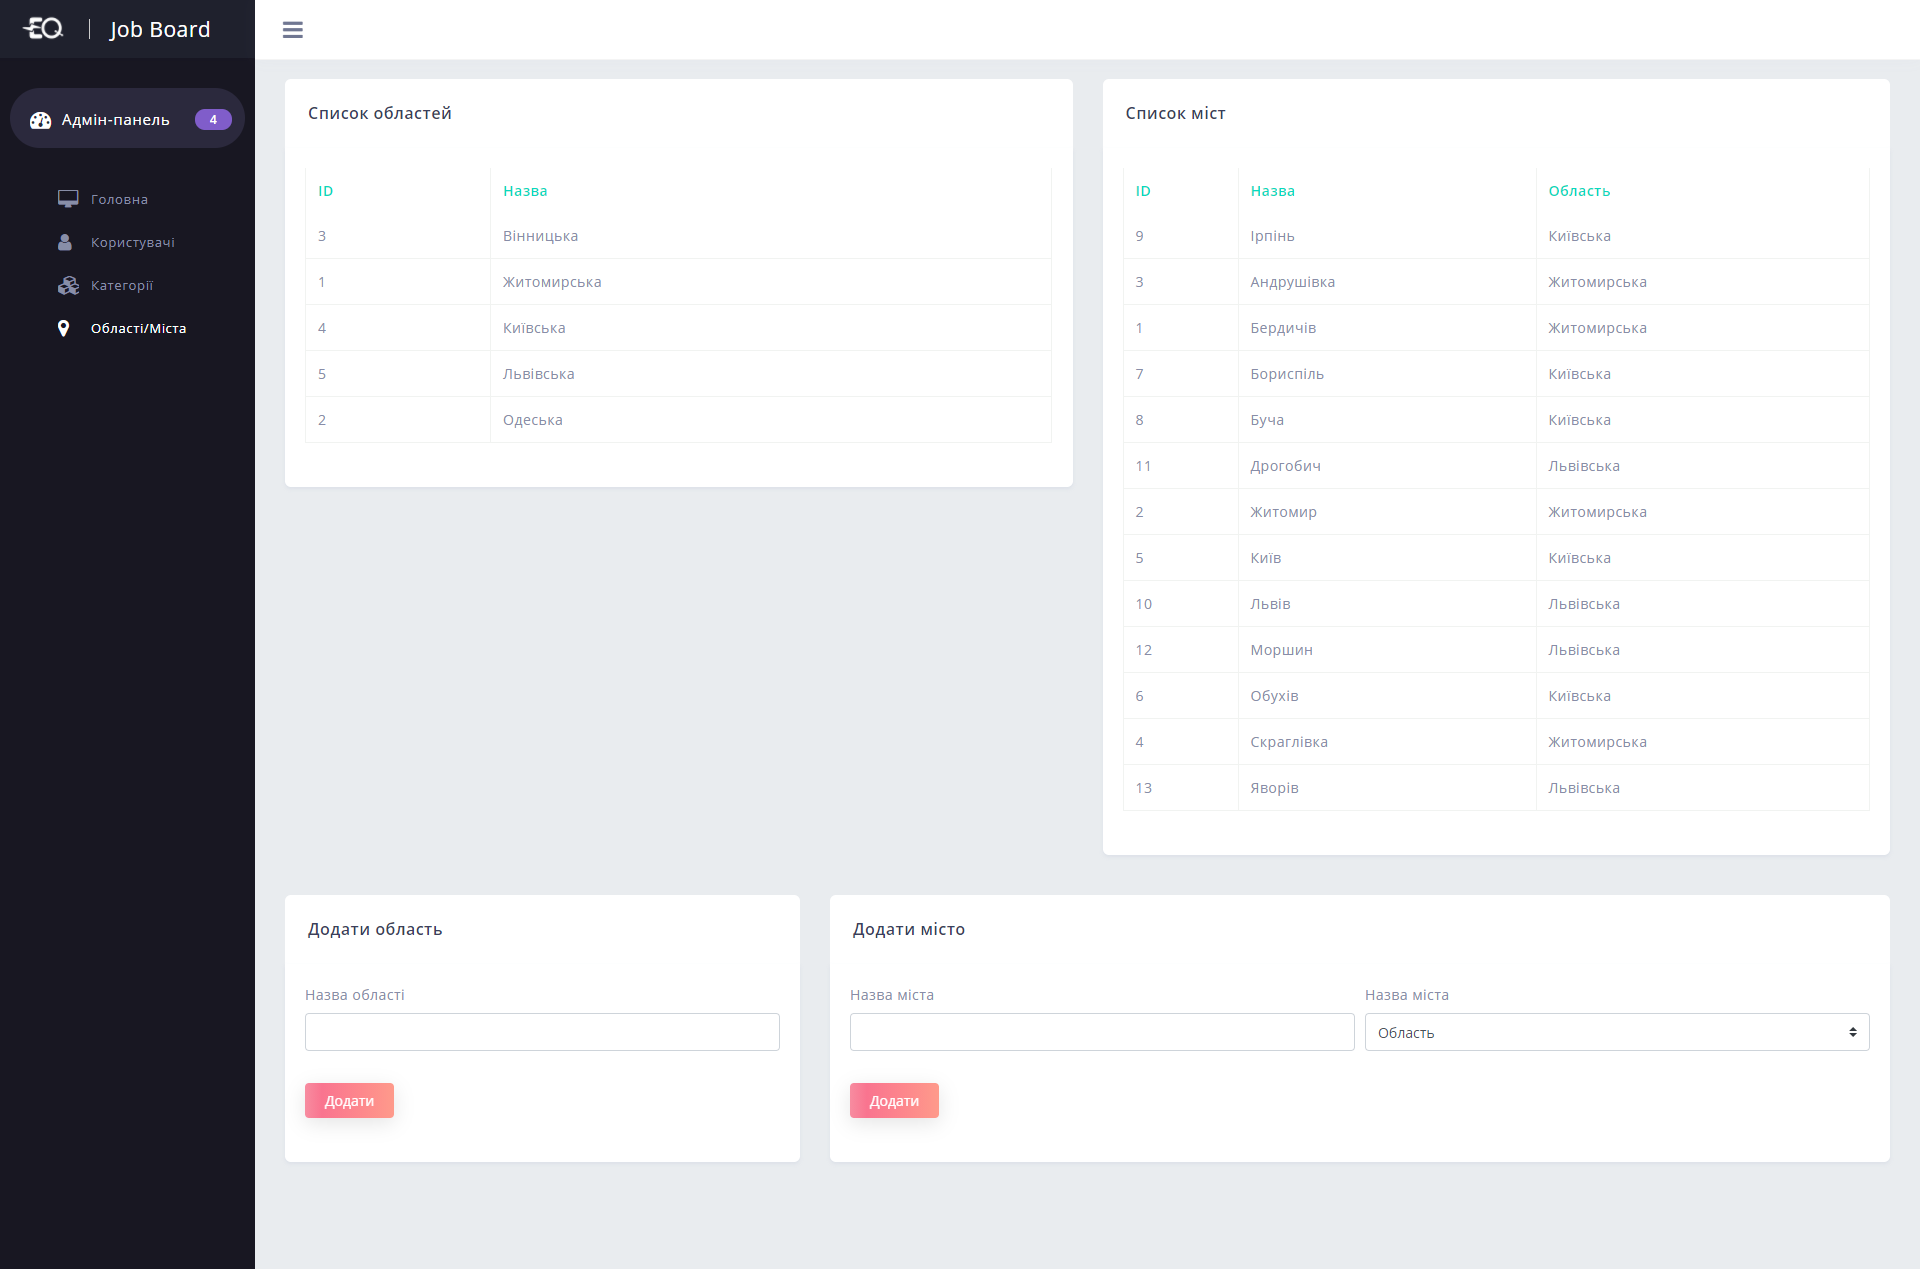 EQ | Job Board
Адмін-панель 4
Головна
Користувачі
Категорії
Області/Міста
Список областей
ID Назва
3 Вінницька
1 Житомирська
4 Київська
5 Львівська
2 Одеська
Список міст
ID Назва Область
9 Ірпінь Київська
3 Андрушівка Житомирська
1 Бердичів Житомирська
7 Бориспіль Київська
8 Буча Київська
11 Дрогобич Львівська
2 Житомир Житомирська
5 Київ Київська
10 Львів Львівська
12 Моршин Львівська
6 Обухів Київська
4 Скраглівка Житомирська
13 Яворів Львівська
Додати область
Назва області
Додати
Додати місто
Назва міста Назва міста
Область
Додати